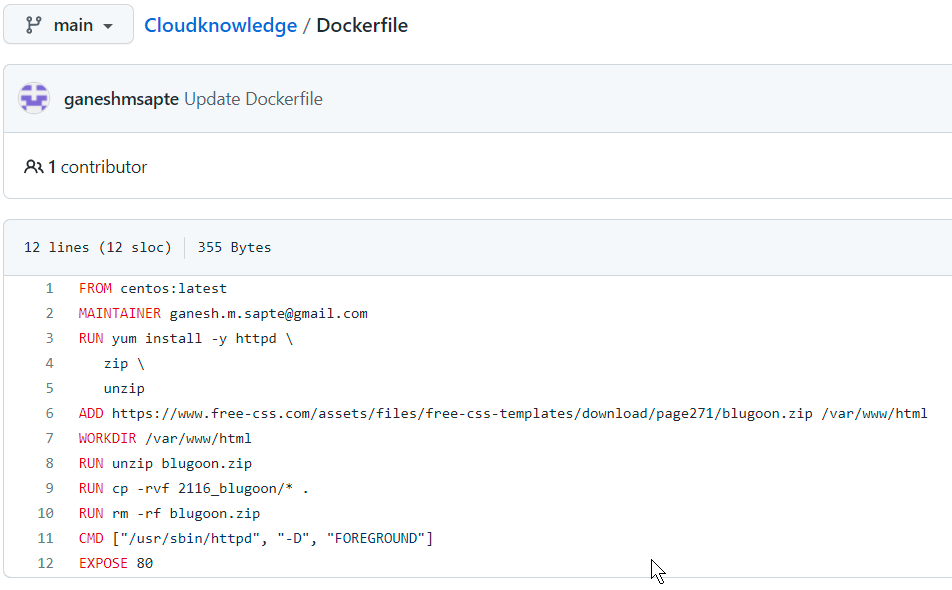 main
Cloudknowledge / Dockerfile
ganeshmsapte Update Dockerfile
1 contributor
12 lines (12 sloc) 355 Bytes
1 FROM centos:latest
2 MAINTAINER ganesh.m.sapte@gmail.com
3 RUN yum install -y httpd \
4 zip \
5 unzip
6 ADD https://www.free-css.com/assets/files/free-css-templates/download/page271/blugoon.zip /var/www/html
7 WORKDIR /var/www/html
8 RUN unzip blugoon.zip
9 RUN cp -rvf 2116_blugoon/* .
10 RUN rm -rf blugoon.zip
11 CMD ["/usr/sbin/httpd", "-D", "FOREGROUND"]
12 EXPOSE 80